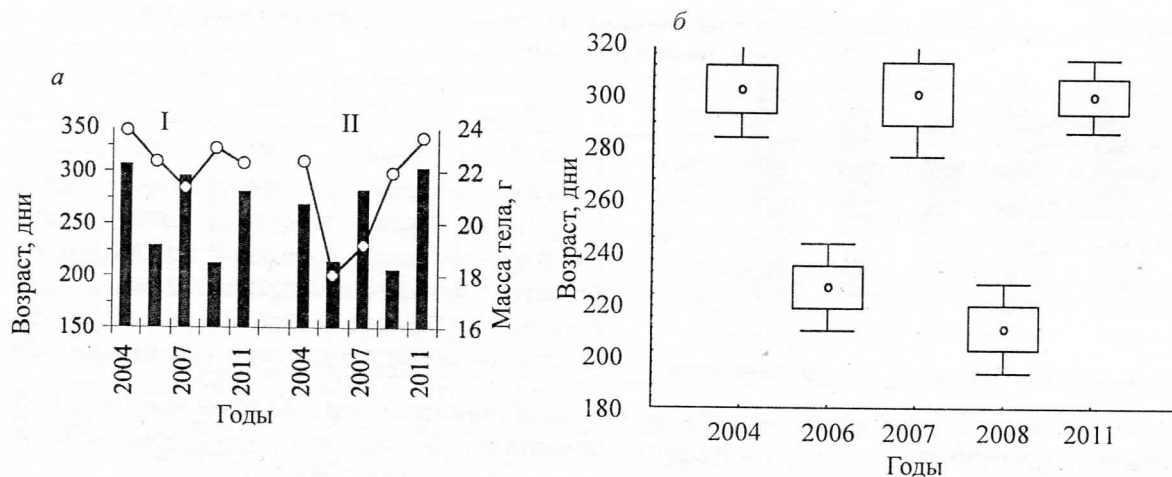 а
I II
350
300
250
200
150
Возраст, дни
24
22
20
18
16
Масса тела, г
2004 2007 2011 2004 2007 2011
Годы
б
320
300
280
260
240
220
200
180
Возраст, дни
2004 2006 2007 2008 2011
Годы